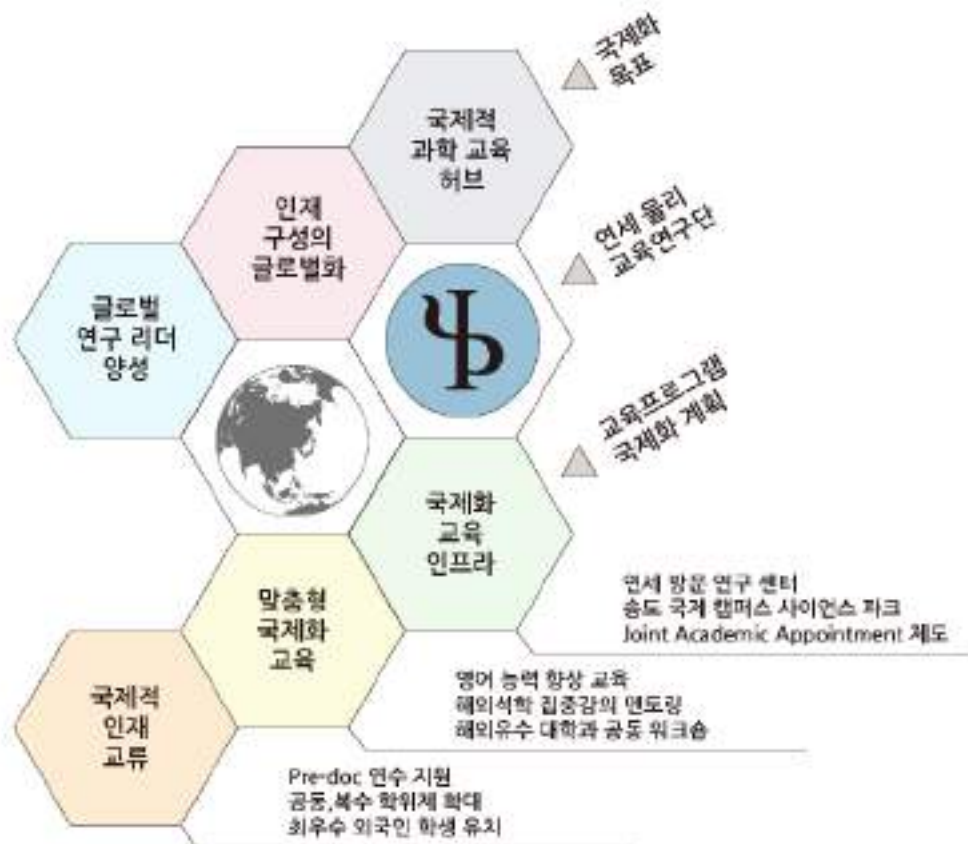 국제화
목표
국제적
과학 교육
허브
인재
구성의
글로벌화
연세 물리
교육연구단
글로벌
연구 리더
양성
교육프로그램
국제화 계획
국제화
교육
인프라
연세 방문 연구 센터
송도 국제 캠퍼스 사이언스 파크
Joint Academic Appointment 제도
맞춤형
국제화
교육
영어 능력 향상 교육
해외석학 집중강의 멘토링
해외유수 대학과 공동 워크숍
국제적
인재
교류
Pre-doc 연수 지원
공동,복수 학위제 확대
최우수 외국인 학생 유치